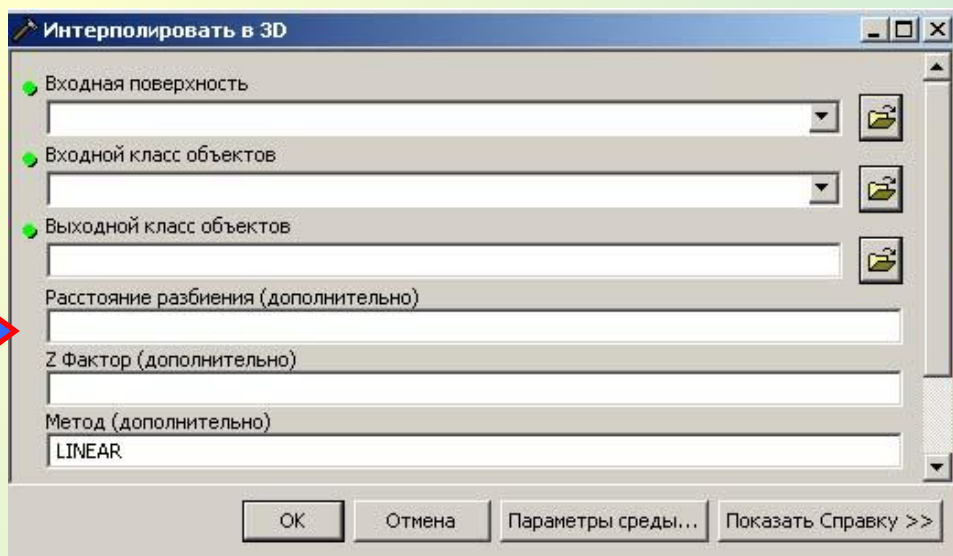 Интерполировать в 3D
Входная поверхность
Входной класс объектов
Выходной класс объектов
Расстояние разбиения (дополнительно)
Z Фактор (дополнительно)
Метод (дополнительно)
LINEAR
OK
Отмена
Параметры среды...
Показать Справку >>